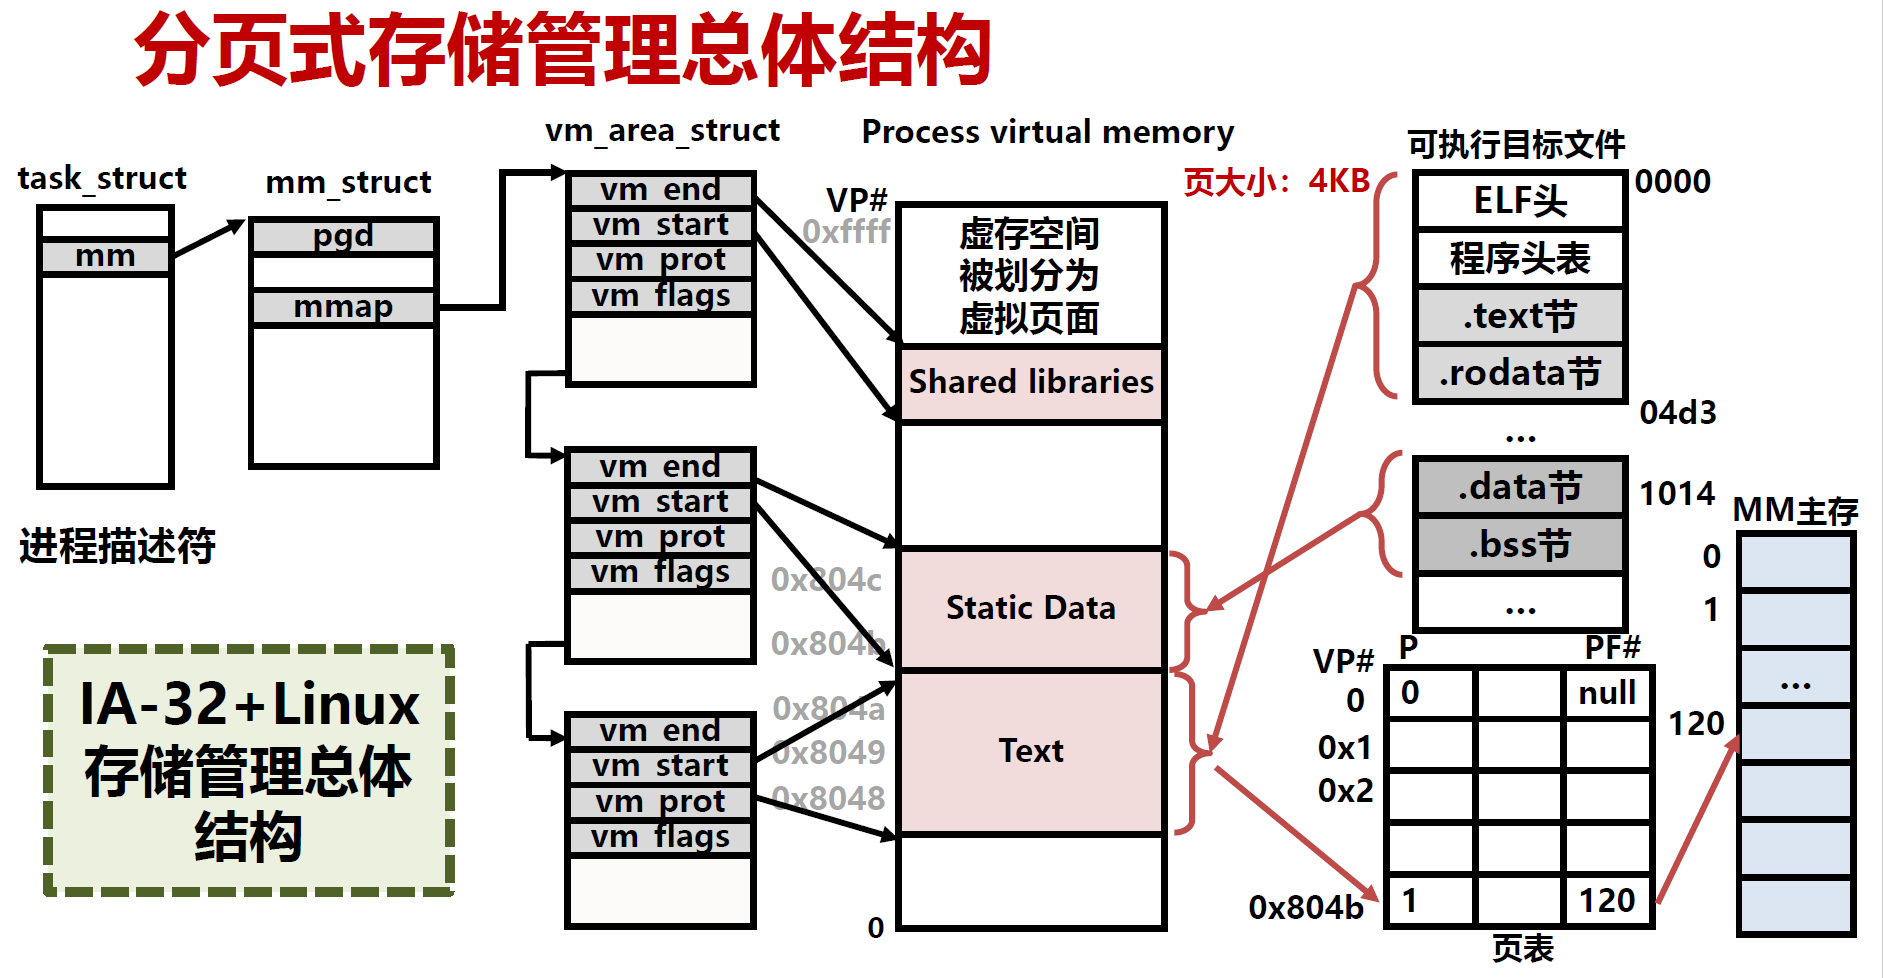 分页式存储管理总体结构
task_struct
mm
进程描述符
mm_struct
pgd
mmap
vm_area_struct
vm end
vm start
vm prot
vm flags
vm end
vm start
vm prot
vm flags
vm end
vm start
vm prot
vm flags
IA-32+Linux
存储管理总体
结构
Process virtual memory
VP#
0xffff
0x804c
0x804b
0x804a
0x8049
0x8048
0
虚存空间
被划分为
虚拟页面
Shared libraries
Static Data
Text
页大小：4KB
可执行目标文件
ELF头
0000
程序头表
.text节
.rodata节
04d3
...
.data节
1014
.bss节
...
VP#
P
PF#
0
0
null
0x1
0x2
0x804b
1
120
页表
MM主存
0
1
...
120